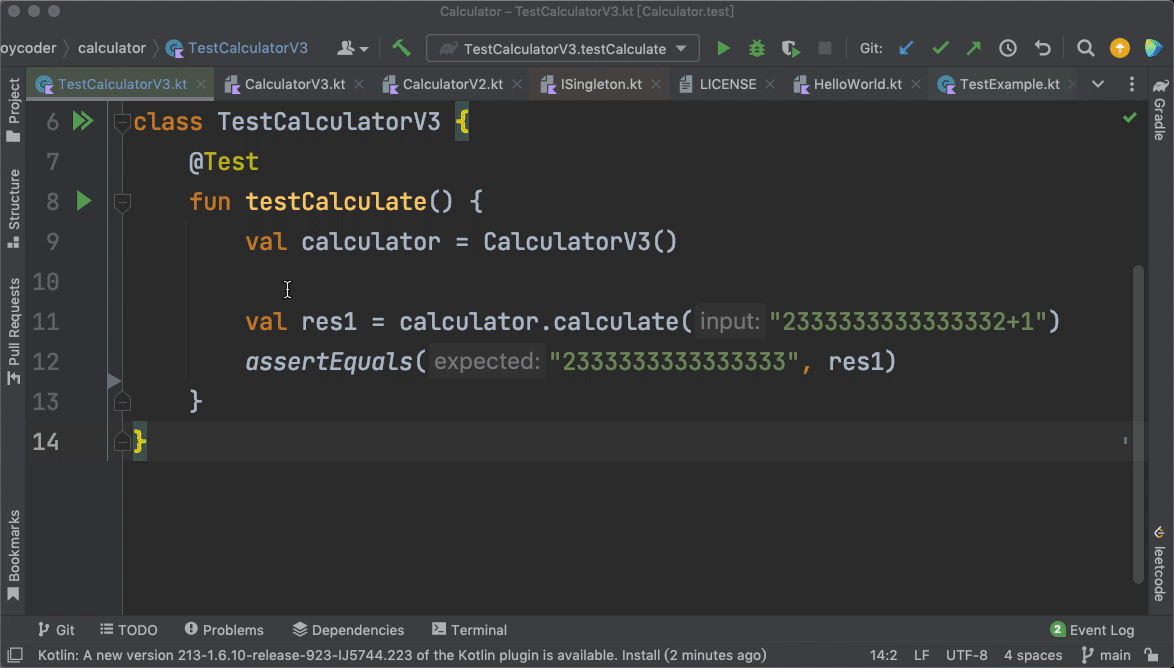 Calculator – TestCalculatorV3.kt [Calculator.test]
oycoder calculator TestCalculatorV3 TestCalculatorV3.testCalculate Git:
TestCalculatorV3.kt CalculatorV3.kt CalculatorV2.kt ISingleton.kt LICENSE HelloWorld.kt TestExample.kt
Project
Structure
Pull Requests
Bookmarks
6 class TestCalculatorV3 {
7 @Test
8 fun testCalculate() {
9 val calculator = CalculatorV3()
10
11 val res1 = calculator.calculate( input: "2333333333333332+1")
12 assertEquals( expected: "2333333333333333", res1)
13 }
14 }
Gradle
leetcode
Git TODO Problems Dependencies Terminal 2 Event Log
Kotlin: A new version 213-1.6.10-release-923-IJ5744.223 of the Kotlin plugin is available. Install (2 minutes ago) 14:2 LF UTF-8 4 spaces main